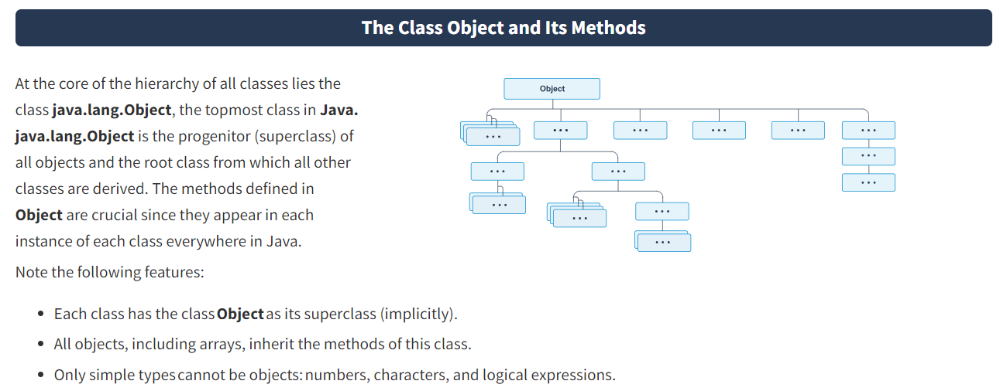 The Class Object and Its Methods
At the core of the hierarchy of all classes lies the
class java.lang.Object, the topmost class in Java.
java.lang.Object is the progenitor (superclass) of
all objects and the root class from which all other
classes are derived. The methods defined in
Object are crucial since they appear in each
instance of each class everywhere in Java.
Object
•••
•••
•••
•••
•••
•••
•••
•••
•••
•••
•••
•••
•••
•••
Note the following features:
• Each class has the class Object as its superclass (implicitly).
• All objects, including arrays, inherit the methods of this class.
• Only simple types cannot be objects: numbers, characters, and logical expressions.